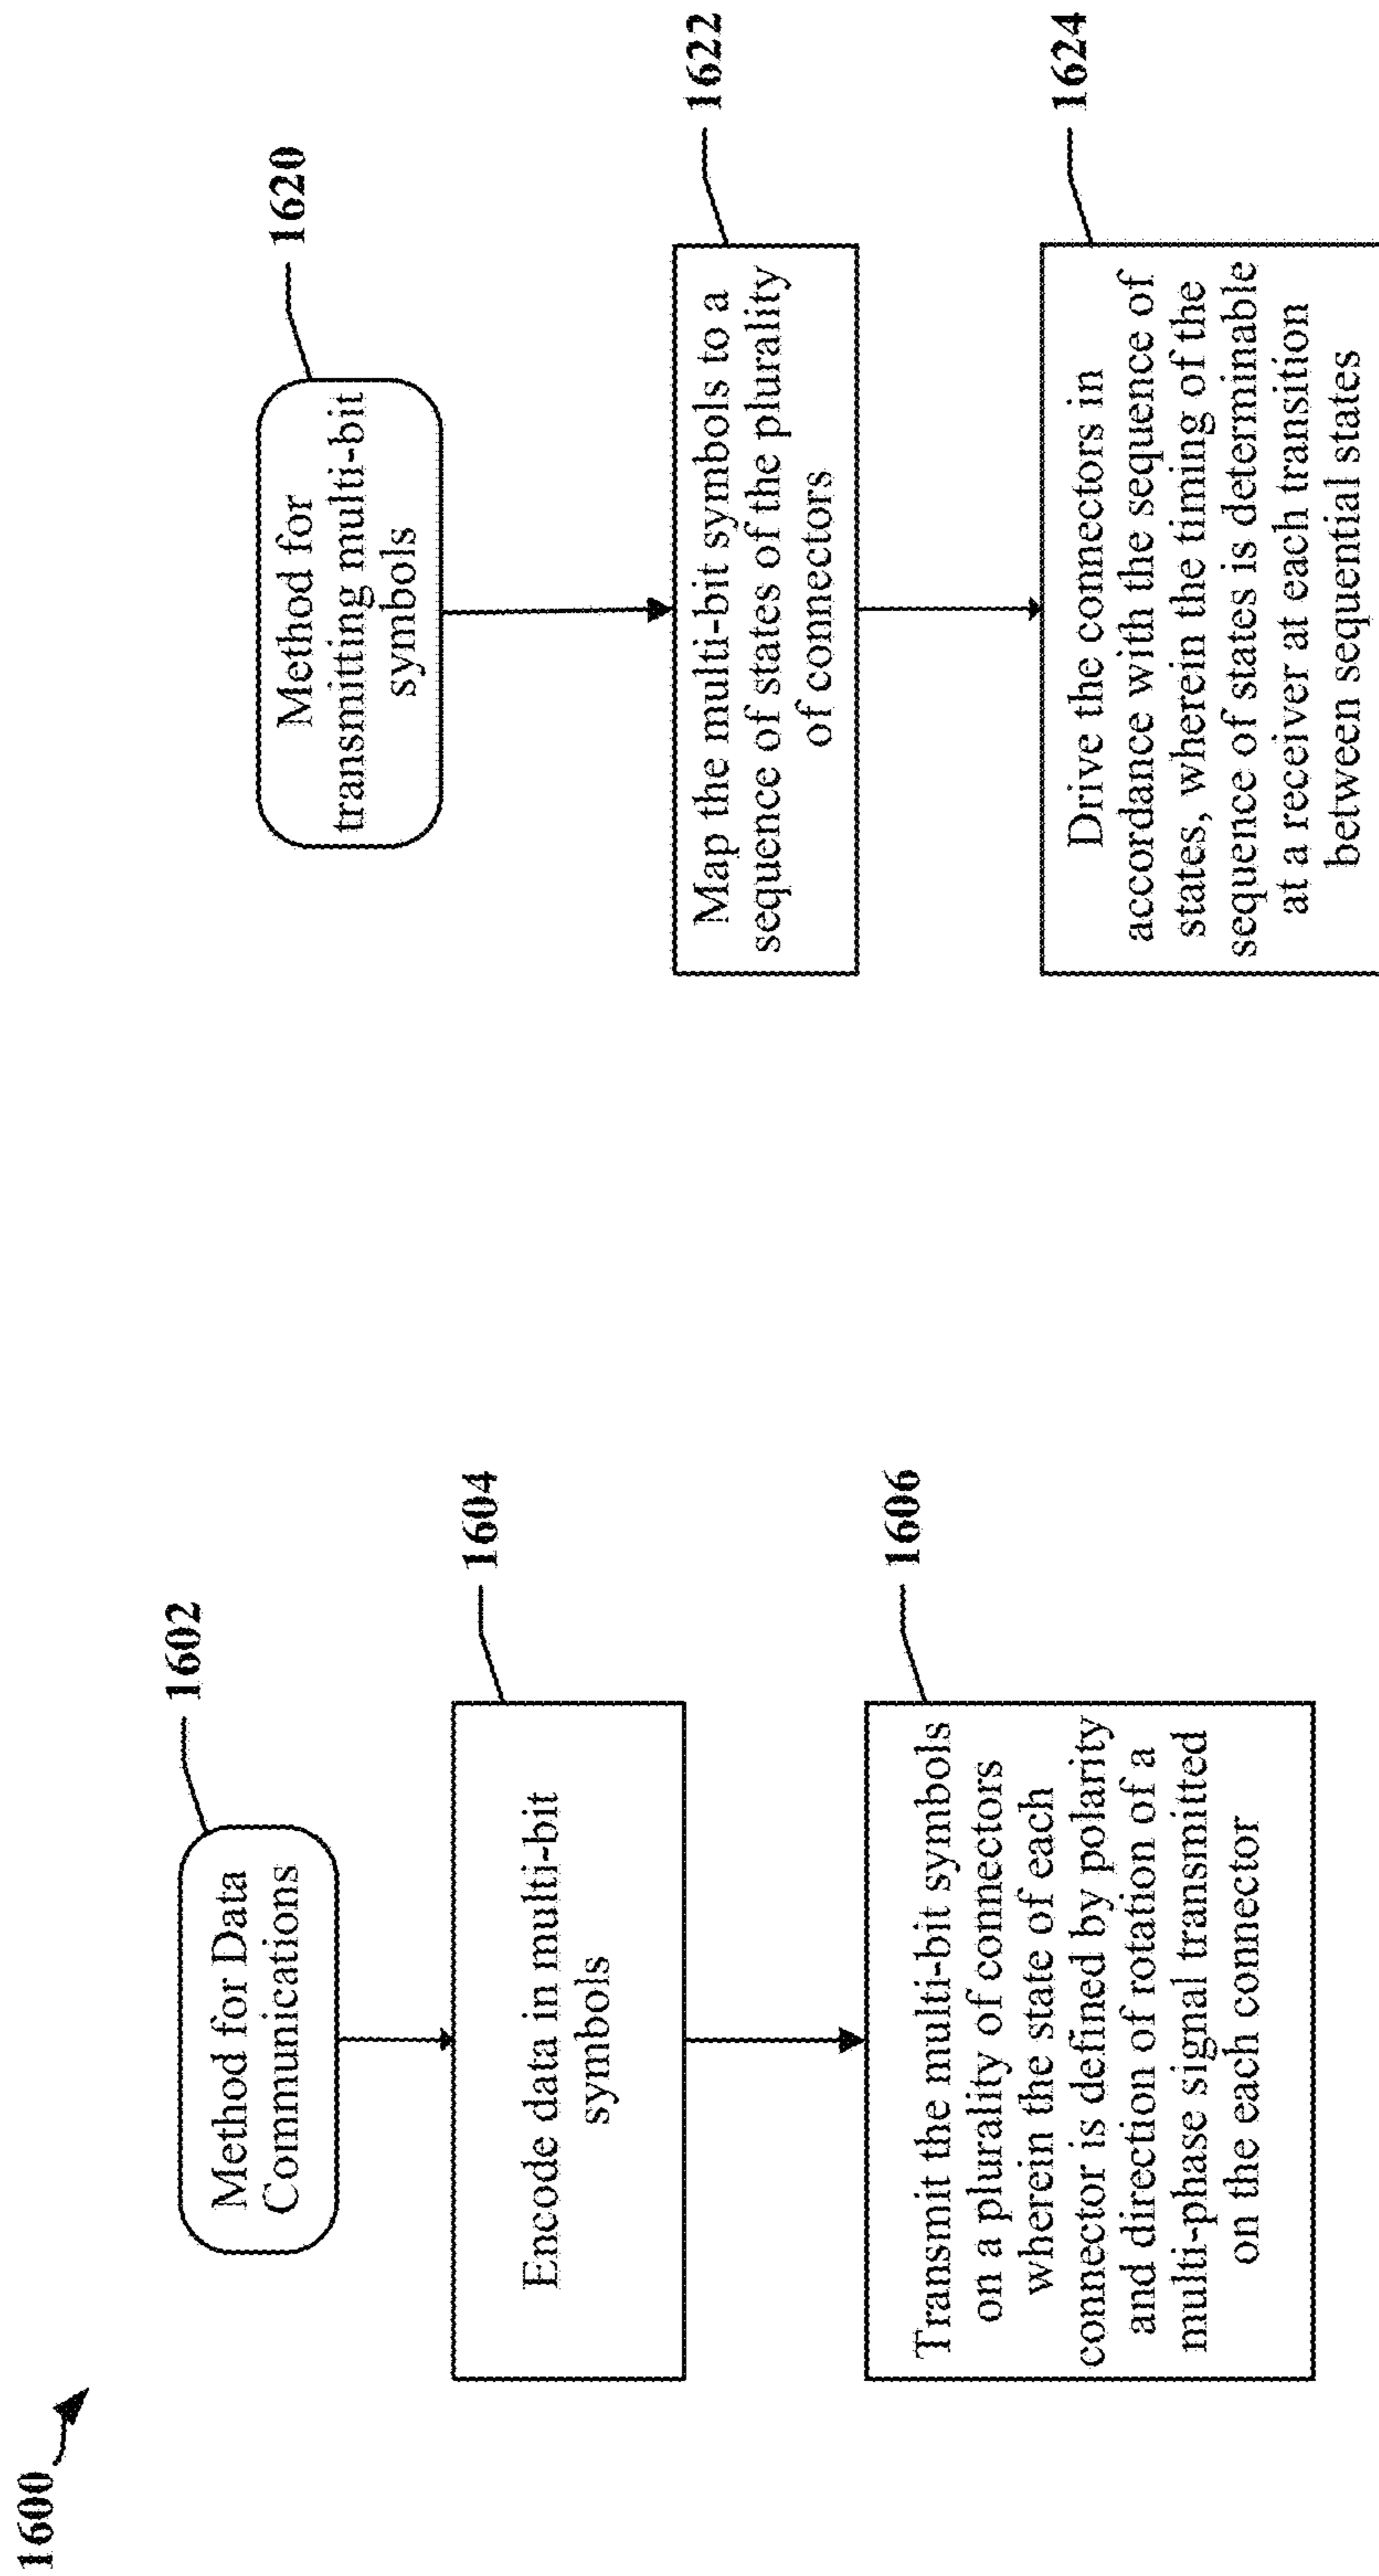 1600
1602
Method for Data
Communications
1604
Encode data in multi-bit
symbols
1606
Transmit the multi-bit symbols
on a plurality of connectors
wherein the state of each
connector is defined by polarity
and direction of rotation of a
multi-phase signal transmitted
on the each connector
1620
Method for
transmitting multi-bit
symbols
1622
Map the multi-bit symbols to a
sequence of states of the plurality
of connectors
1624
Drive the connectors in
accordance with the sequence of
states, wherein the timing of the
sequence of states is determinable
at a receiver at each transition
between sequential states